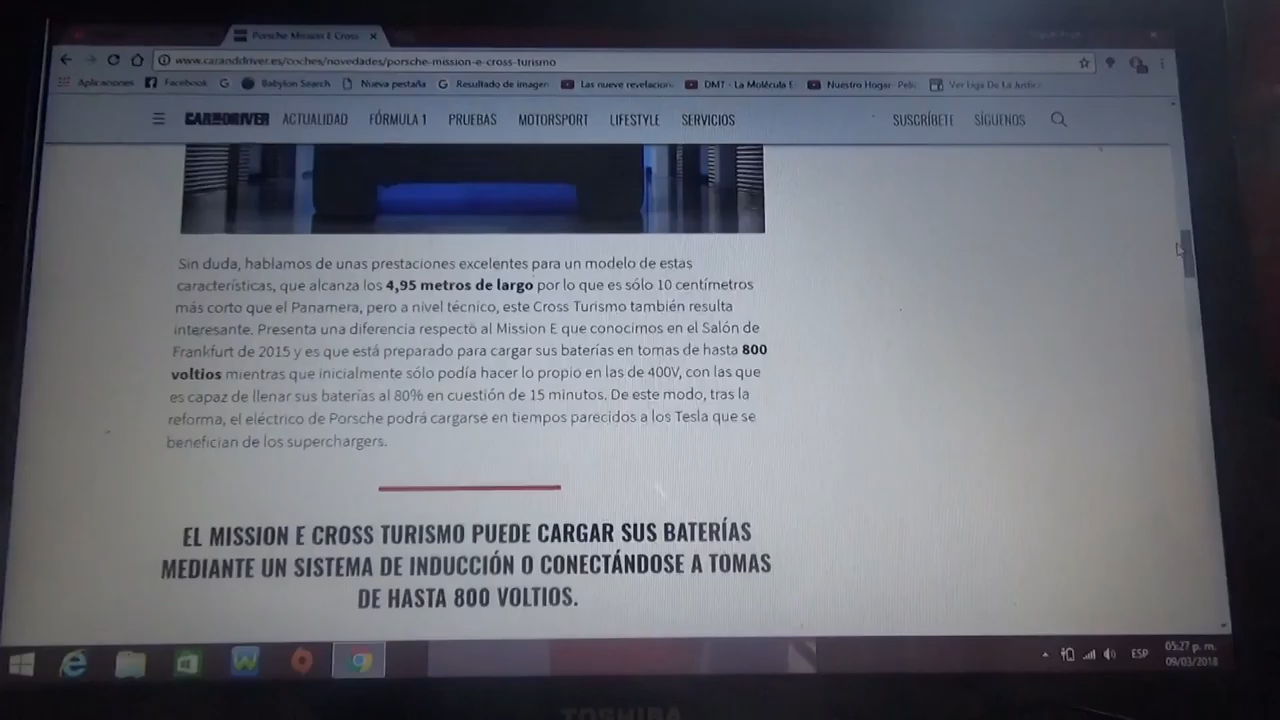 Porsche Mission E Cross
www.caranddriver.es/coches/novedades/porsche-mission-e-cross-turismo
Aplicaciones Facebook Babylon Search Nueva pestaña Resultado de imagen Las nueve revelacion DMT - La Molécula Nuestro Hogar Ver Liga De La Justic
CAR AND DRIVER ACTUALIDAD FÓRMULA 1 PRUEBAS MOTORSPORT LIFESTYLE SERVICIOS SUSCRÍBETE SÍGUENOS
Sin duda, hablamos de unas prestaciones excelentes para un modelo de estas
características, que alcanza los 4,95 metros de largo por lo que es sólo 10 centímetros
más corto que el Panamera, pero a nivel técnico, este Cross Turismo también resulta
interesante. Presenta una diferencia respecto al Mission E que conocimos en el Salón de
Frankfurt de 2015 y es que está preparado para cargar sus baterías en tomas de hasta 800
voltios mientras que inicialmente sólo podía hacer lo propio en las de 400V, con las que
es capaz de llenar sus baterías al 80% en cuestión de 15 minutos. De este modo, tras la
reforma, el eléctrico de Porsche podrá cargarse en tiempos parecidos a los Tesla que se
benefician de los superchargers.
EL MISSION E CROSS TURISMO PUEDE CARGAR SUS BATERÍAS
MEDIANTE UN SISTEMA DE INDUCCIÓN O CONECTÁNDOSE A TOMAS
DE HASTA 800 VOLTIOS.
ESP
05:27 p. m.
09/03/2018
TOSHIBA